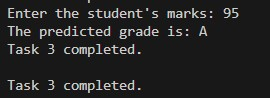 Enter the student's marks: 95
The predicted grade is: A
Task 3 completed.
Task 3 completed.